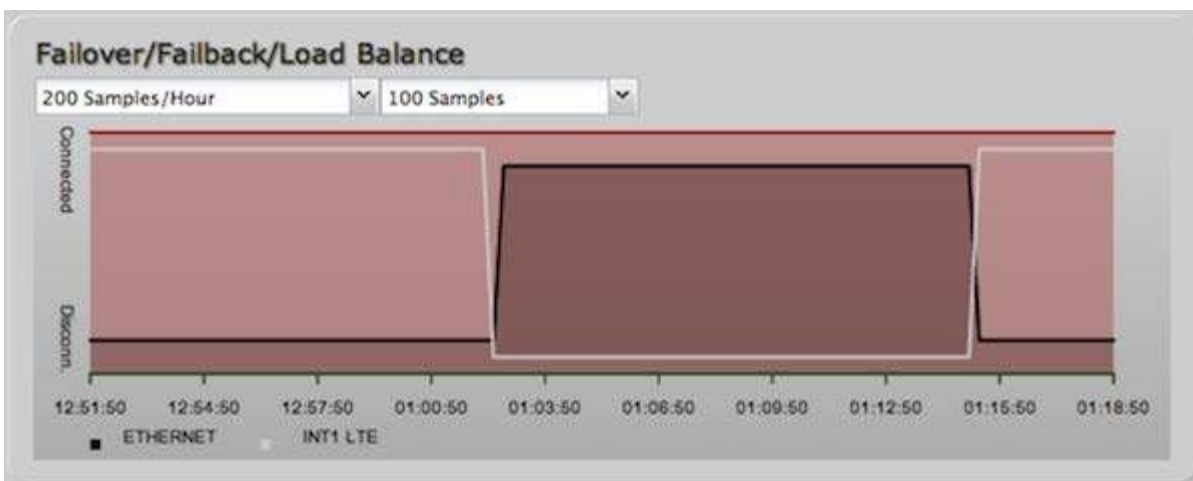 Failover/Failback/Load Balance
200 Samples/Hour 100 Samples
Connected
Disconn.
12:51:50 12:54:50 12:57:50 01:00:50 01:03:50 01:06:50 01:09:50 01:12:50 01:15:50 01:18:50
ETHERNET INT1 LTE